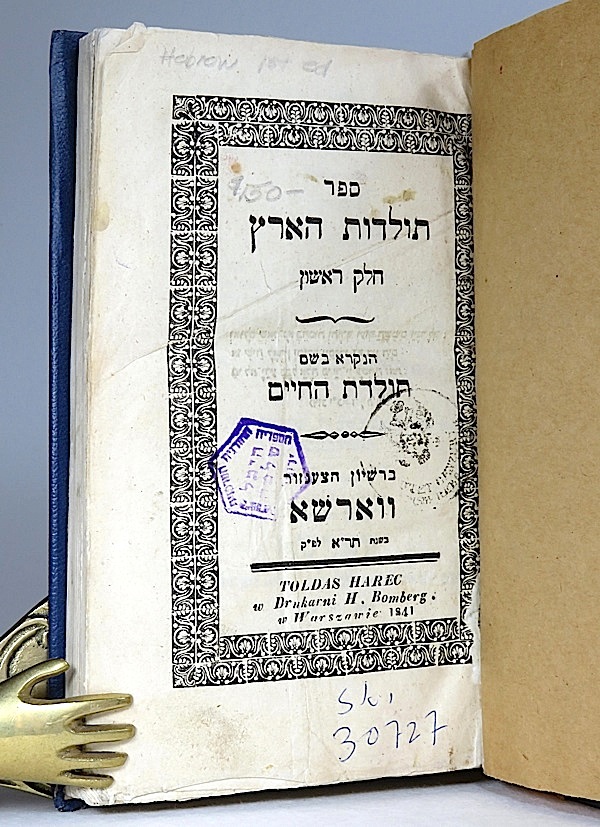 Hebrew 1st ed
ספר
תולדות הארץ
חלק ראשון
הנקרא בשם
תולדת החיים
ברשיון הצענזור
ווארשא
בשנת תר״א לפ״ק
TOLDAS HAREC
w Drukarni H. Bomberg.
w Warszawie 1841
Ski
30727